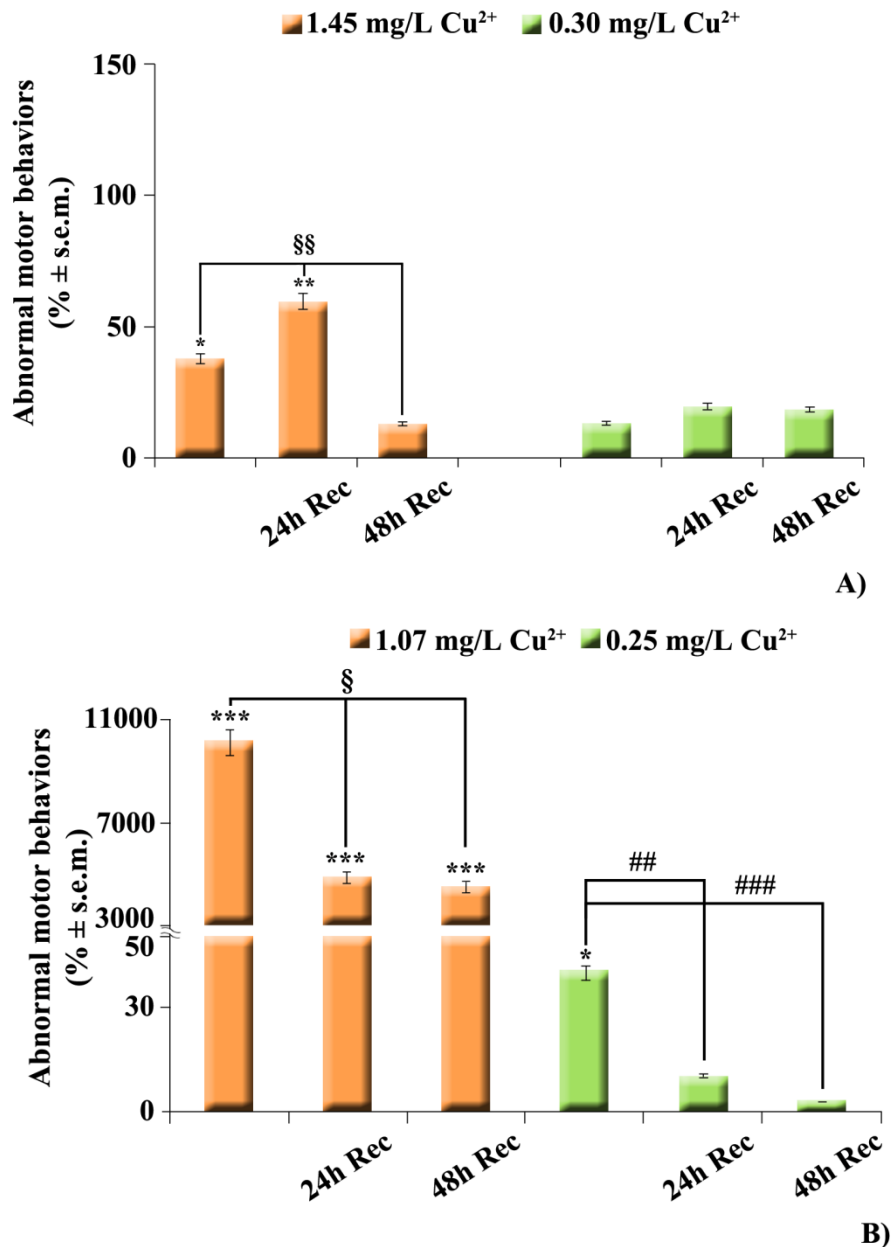 1.45 mg/L Cu²⁺ 0.30 mg/L Cu²⁺
Abnormal motor behaviors
(% ± s.e.m.)
150
100
50
0
§§
*
**
24h Rec 48h Rec 24h Rec 48h Rec
A)
1.07 mg/L Cu²⁺ 0.25 mg/L Cu²⁺
Abnormal motor behaviors
(% ± s.e.m.)
11000
7000
3000
50
30
0
§
***
***
***
##
###
*
24h Rec 48h Rec 24h Rec 48h Rec
B)